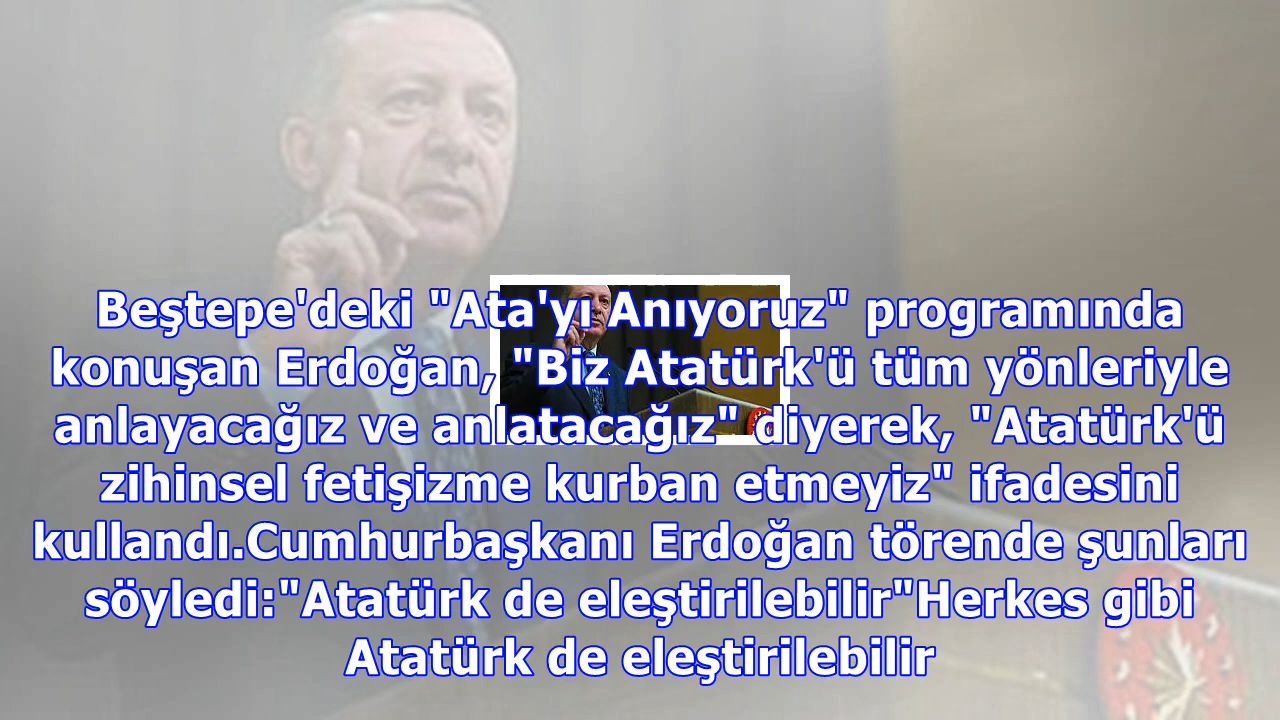 Beştepe'deki "Ata'yı Anıyoruz" programında
konuşan Erdoğan, "Biz Atatürk'ü tüm yönleriyle
anlayacağız ve anlatacağız" diyerek, "Atatürk'ü
zihinsel fetişizme kurban etmeyiz" ifadesini
kullandı.Cumhurbaşkanı Erdoğan törende şunları
söyledi:"Atatürk de eleştirilebilir"Herkes gibi
Atatürk de eleştirilebilir